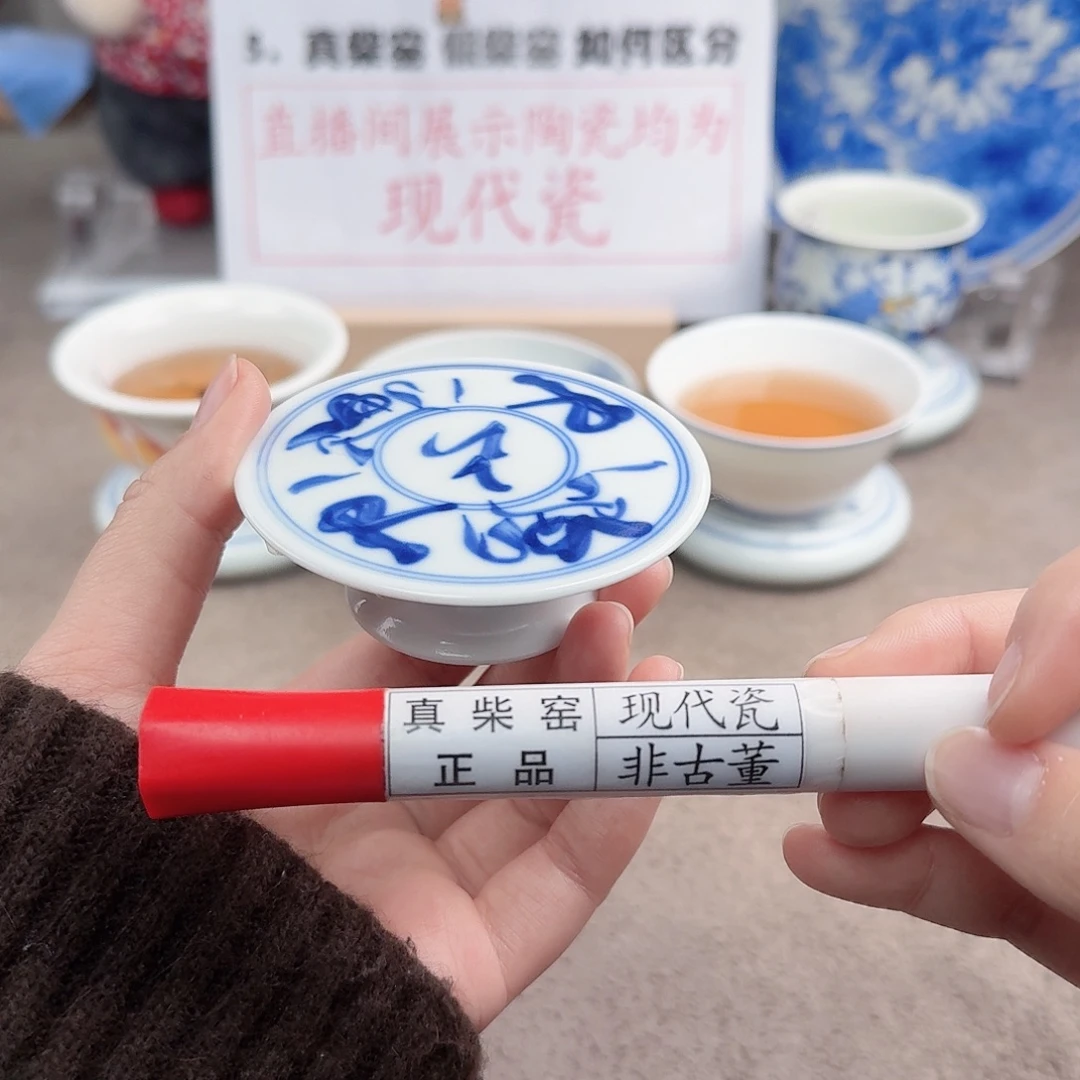 3、真柴窑 假柴窑 如何区分
直播间展示陶瓷均为
现代瓷
真柴窑
正品
现代瓷
非古董